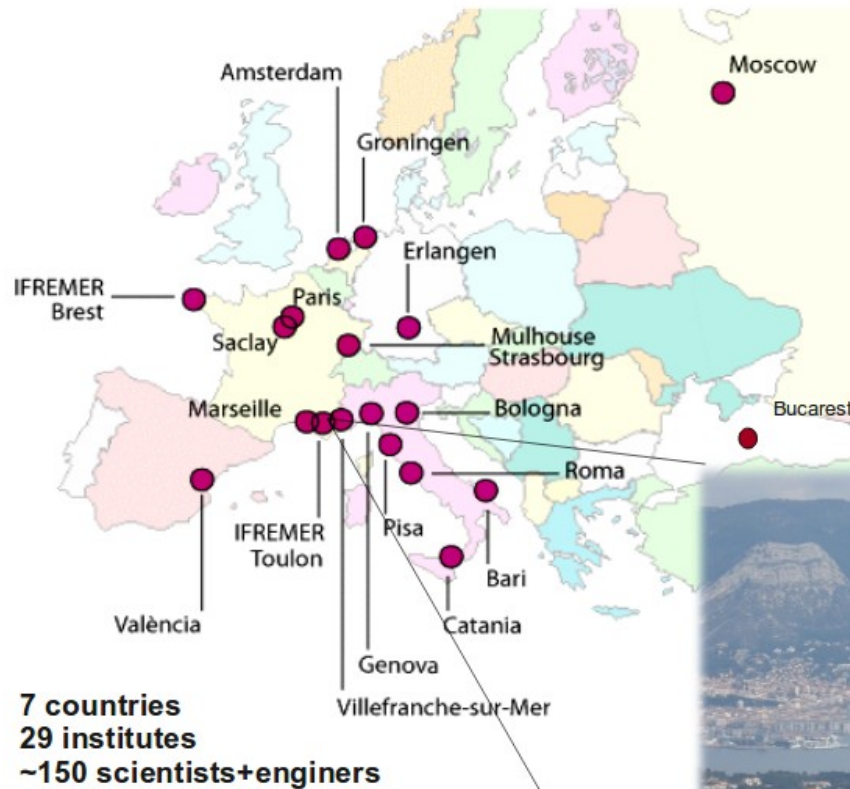 Moscow
Amsterdam
Groningen
Erlangen
IFREMER
Brest
Paris
Saclay
Mulhouse
Strasbourg
Marseille
Bologna
Bucarest
Roma
IFREMER
Toulon
Pisa
Bari
València
Catania
Genova
Villefranche-sur-Mer
7 countries
29 institutes
~150 scientists+enginers